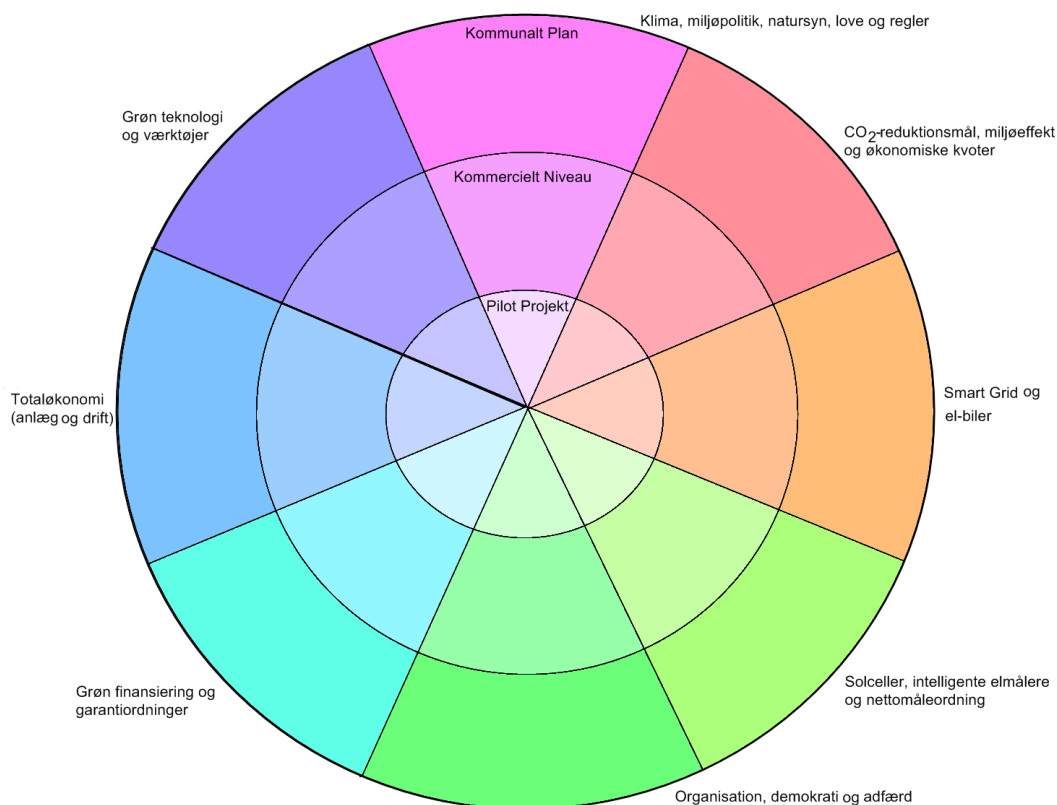 Klima, miljøpolitik, natursyn, love og regler
Kommunalt Plan
Grøn teknologi
og værktøjer
CO2-reduktionsmål, miljøeffekt
og økonomiske kvoter
Kommercielt Niveau
Pilot Projekt
Totaløkonomi
(anlæg og drift)
Smart Grid og
el-biler
Solceller, intelligente elmålere
og nettomåleordning
Grøn finansiering og
garantiordninger
Organisation, demokrati og adfærd